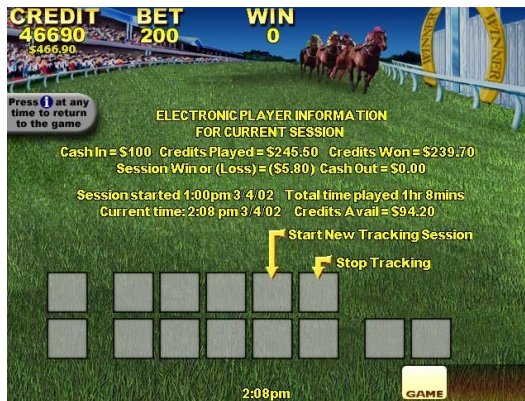 CREDIT BET WIN
46690 200 0
$466.90
WINNER WINNER
Press i at any
time to return
to the game
ELECTRONIC PLAYER INFORMATION
FOR CURRENT SESSION
Cash In = $100 Credits Played = $245.50 Credits Won = $239.70
Session Win or (Loss) = ($5.80) Cash Out = $0.00
Session started 1:00pm 3/4/02 Total time played 1hr 8mins
Current time: 2:08 pm 3/4/02 Credits Avail = $94.20
Start New Tracking Session
Stop Tracking
2:08pm
GAME